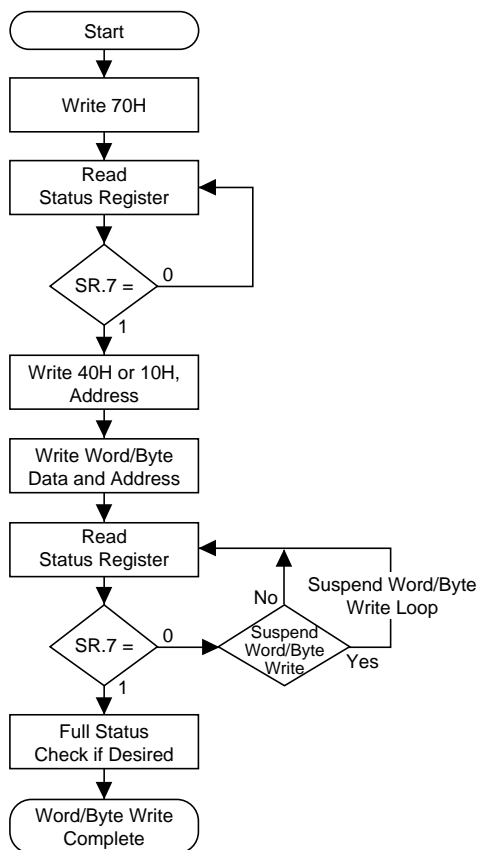 Start
Write 70H
Read
Status Register
SR.7 =
0
1
Write 40H or 10H,
Address
Write Word/Byte
Data and Address
Read
Status Register
Suspend Word/Byte
Write Loop
No
SR.7 =
0
Suspend
Word/Byte
Write
Yes
1
Full Status
Check if Desired
Word/Byte Write
Complete